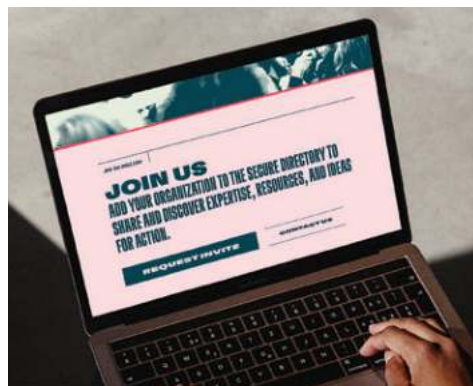 JOIN US
ADD YOUR ORGANIZATION TO THE SECURE DIRECTORY TO
SHARE AND DISCOVER EXPERTISE, RESOURCES, AND IDEAS
FOR ACTION.
REQUEST INVITE
CONTACT US